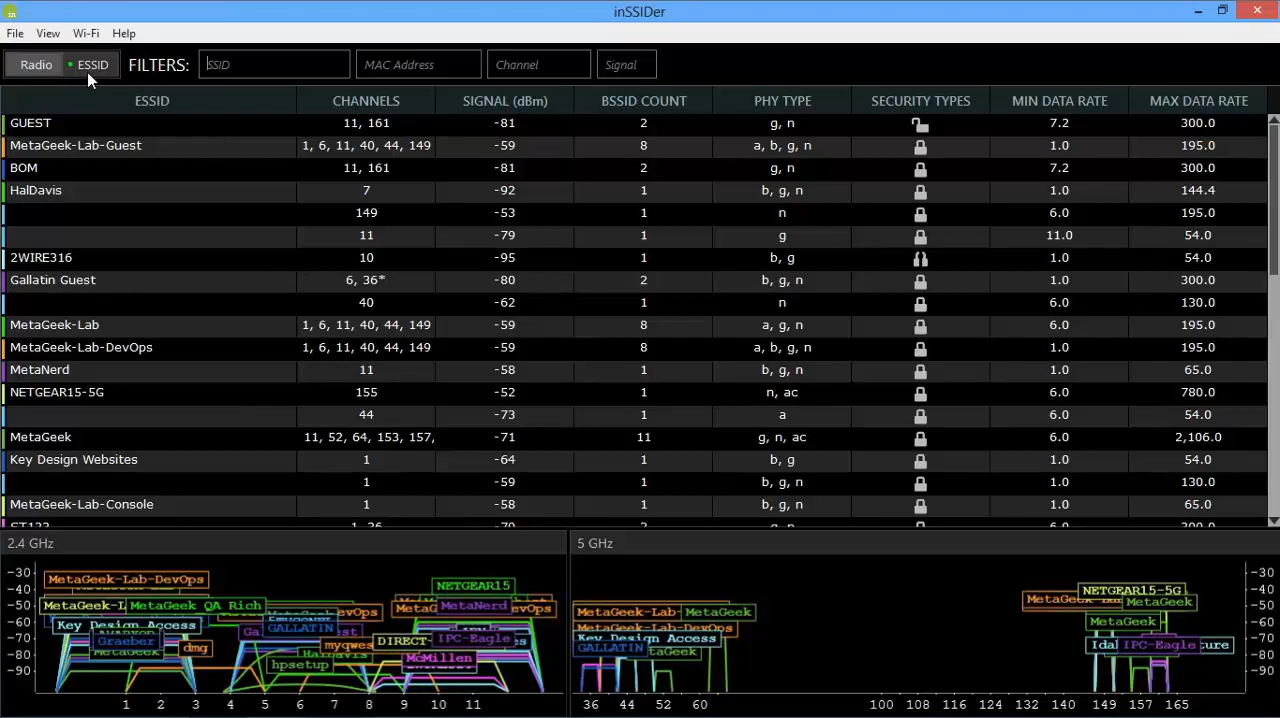 inSSIDer
File View Wi-Fi Help
Radio ESSID FILTERS: SSID MAC Address Channel Signal
ESSID CHANNELS SIGNAL (dBm) BSSID COUNT PHY TYPE SECURITY TYPES MIN DATA RATE MAX DATA RATE
GUEST 11, 161 -81 2 g, n 7.2 300.0
MetaGeek-Lab-Guest 1, 6, 11, 40, 44, 149 -59 8 a, b, g, n 1.0 195.0
BOM 11, 161 -81 2 g, n 7.2 300.0
HalDavis 7 -92 1 b, g, n 1.0 144.4
149 -53 1 n 6.0 195.0
11 -79 1 g 11.0 54.0
2WIRE316 10 -95 1 b, g 1.0 54.0
Gallatin Guest 6, 36* -80 2 b, g, n 1.0 300.0
40 -62 1 n 6.0 130.0
MetaGeek-Lab 1, 6, 11, 40, 44, 149 -59 8 a, g, n 6.0 195.0
MetaGeek-Lab-DevOps 1, 6, 11, 40, 44, 149 -59 8 a, b, g, n 1.0 195.0
MetaNerd 11 -58 1 b, g, n 1.0 65.0
NETGEAR15-5G 155 -52 1 n, ac 6.0 780.0
44 -73 1 a 6.0 54.0
MetaGeek 11, 52, 64, 153, 157, -71 11 g, n, ac 6.0 2,106.0
Key Design Websites 1 -64 1 b, g 1.0 54.0
1 -59 1 b, g, n 1.0 130.0
MetaGeek-Lab-Console 1 -58 1 b, g, n 1.0 65.0
2.4 GHz 5 GHz
-30 -30
MetaGeek-Lab-DevOps NETGEAR15 NETGEAR15-5G
-40 -40
MetaGeek-L MetaGeek QA Rich MetaNerd MetaGeek
-50 -50
MetaGeek-Lab- MetaGeek
-60 -60
Key Design Access GALLATIN MetaGeek
-70 -70
Graeber DIRECT- IPC-Eagle Key Design Access IPC-Eagle
-80 -80
dmg myqwes GALLATIN
hpsetup McMillen
-90 -90
1 2 3 4 5 6 7 8 9 10 11 36 44 52 60 100 108 116 124 132 140 149 157 165